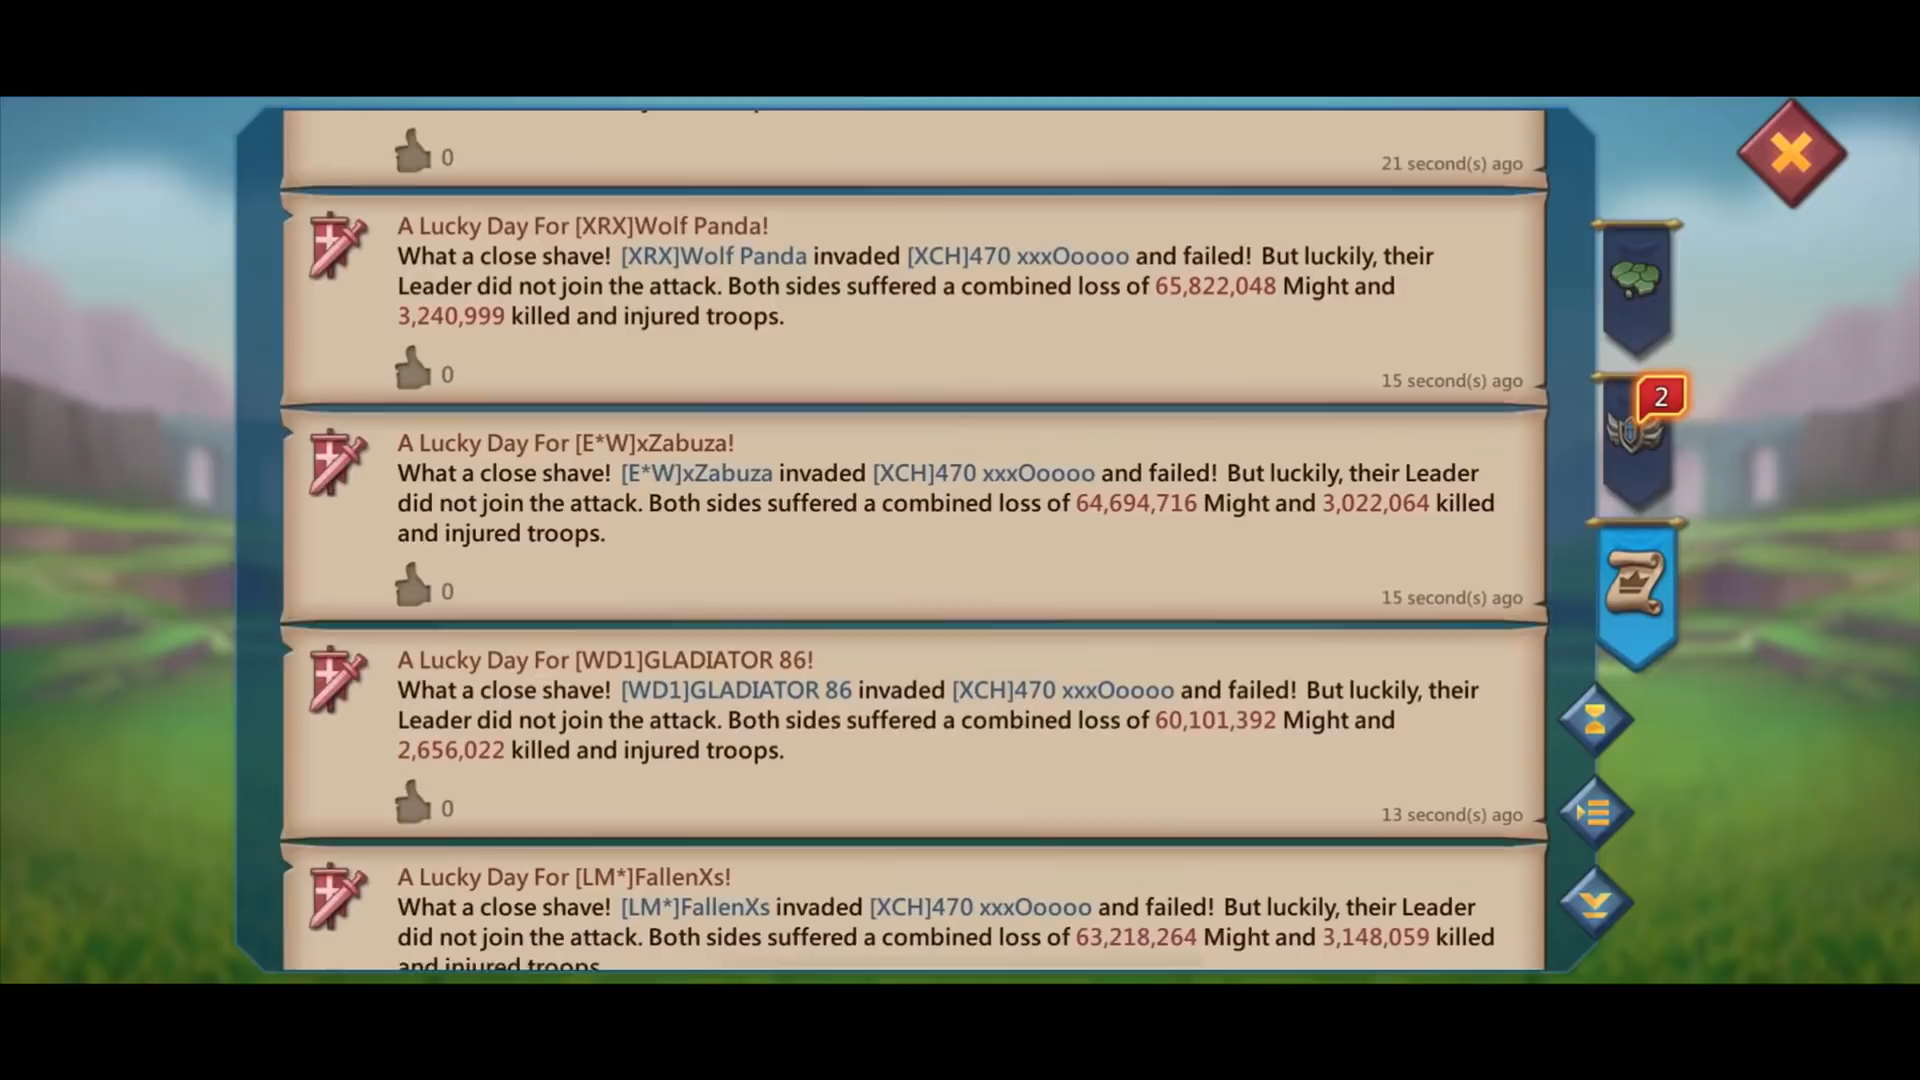 0
21 second(s) ago
A Lucky Day For [XRX]Wolf Panda!
What a close shave! [XRX]Wolf Panda invaded [XCH]470 xxxOoooo and failed! But luckily, their
Leader did not join the attack. Both sides suffered a combined loss of 65,822,048 Might and
3,240,999 killed and injured troops.
0
15 second(s) ago
2
A Lucky Day For [E*W]xZabuza!
What a close shave! [E*W]xZabuza invaded [XCH]470 xxxOoooo and failed! But luckily, their Leader
did not join the attack. Both sides suffered a combined loss of 64,694,716 Might and 3,022,064 killed
and injured troops.
0
15 second(s) ago
A Lucky Day For [WD1]GLADIATOR 86!
What a close shave! [WD1]GLADIATOR 86 invaded [XCH]470 xxxOoooo and failed! But luckily, their
Leader did not join the attack. Both sides suffered a combined loss of 60,101,392 Might and
2,656,022 killed and injured troops.
0
13 second(s) ago
A Lucky Day For [LM*]FallenXs!
What a close shave! [LM*]FallenXs invaded [XCH]470 xxxOoooo and failed! But luckily, their Leader
did not join the attack. Both sides suffered a combined loss of 63,218,264 Might and 3,148,059 killed
and injured troops